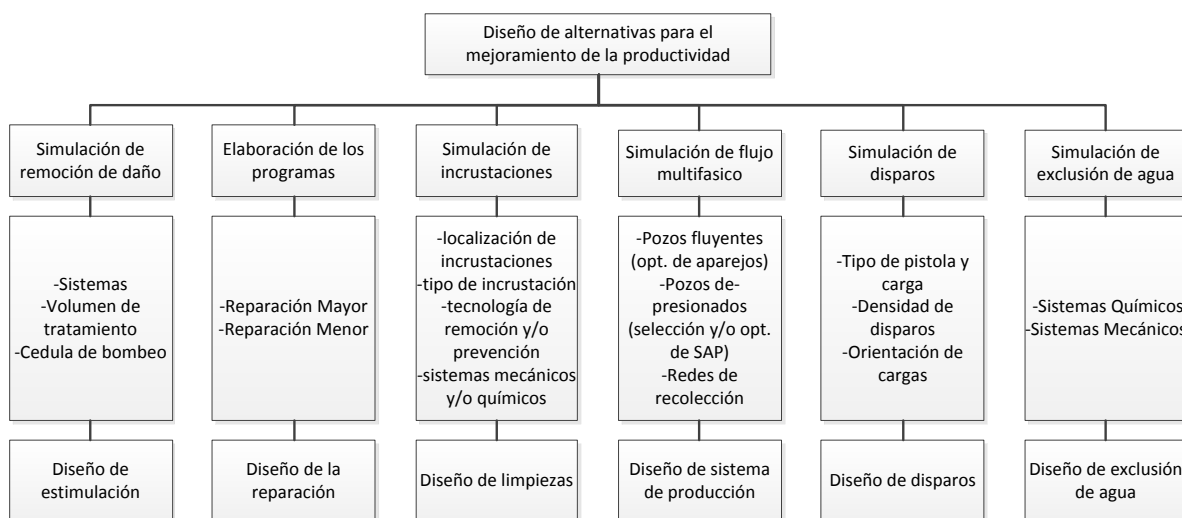 Diseño de alternativas para el
mejoramiento de la productividad
Simulación de
remoción de daño
Elaboración de los
programas
Simulación de
incrustaciones
Simulación de flujo
multifasico
Simulación de
disparos
Simulación de
exclusión de agua
-Sistemas
-Volumen de
tratamiento
-Cedula de bombeo
-Reparación Mayor
-Reparación Menor
-localización de
incrustaciones
-tipo de incrustación
-tecnología de
remoción y/o
prevención
-sistemas mecánicos
y/o químicos
-Pozos fluyentes
(opt. de aparejos)
-Pozos de-
presionados
(selección y/o opt.
de SAP)
-Redes de
recolección
-Tipo de pistola y
carga
-Densidad de
disparos
-Orientación de
cargas
-Sistemas Químicos
-Sistemas Mecánicos
Diseño de
estimulación
Diseño de la
reparación
Diseño de limpiezas
Diseño de sistema
de producción
Diseño de disparos
Diseño de exclusión
de agua